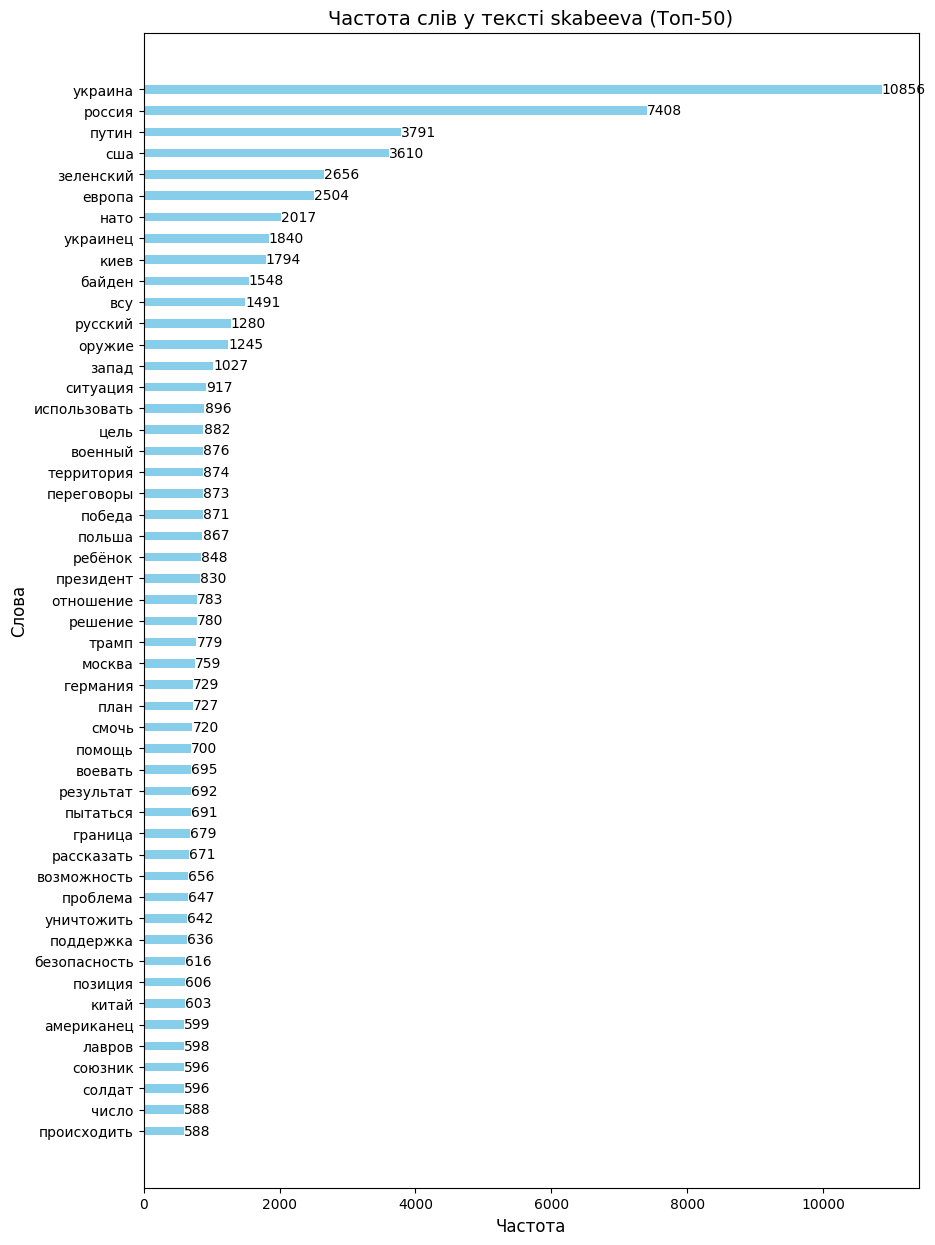 Частота слів у тексті skabeeva (Топ-50)
украина 10856
россия 7408
путин 3791
сша 3610
зеленский 2656
европа 2504
нато 2017
украинец 1840
киев 1794
байден 1548
всу 1491
русский 1280
оружие 1245
запад 1027
ситуация 917
использовать 896
цель 882
военный 876
территория 874
переговоры 873
победа 871
польша 867
ребёнок 848
президент 830
отношение 783
решение 780
трамп 779
москва 759
германия 729
план 727
смочь 720
помощь 700
воевать 695
результат 692
пытаться 691
граница 679
рассказать 671
возможность 656
проблема 647
уничтожить 642
поддержка 636
безопасность 616
позиция 606
китай 603
американец 599
лавров 598
союзник 596
солдат 596
число 588
происходить 588
Слова
0 2000 4000 6000 8000 10000
Частота